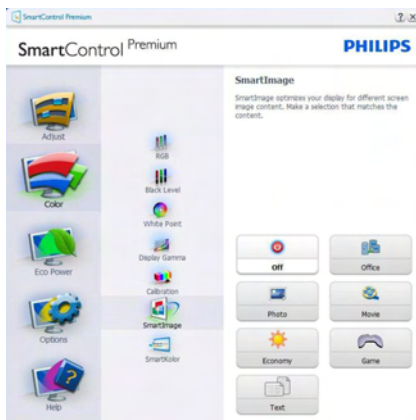 SmartControl Premium
SmartControl Premium
PHILIPS
Adjust
Color
Eco Power
Options
Help
RGB
Black Level
White Point
Display Gamma
Calibration
SmartImage
SmartKolor
SmartImage
SmartImage optimizes your display for different screen
image content. Make a selection that matches the
content.
Off
Office
Photo
Movie
Economy
Game
Text